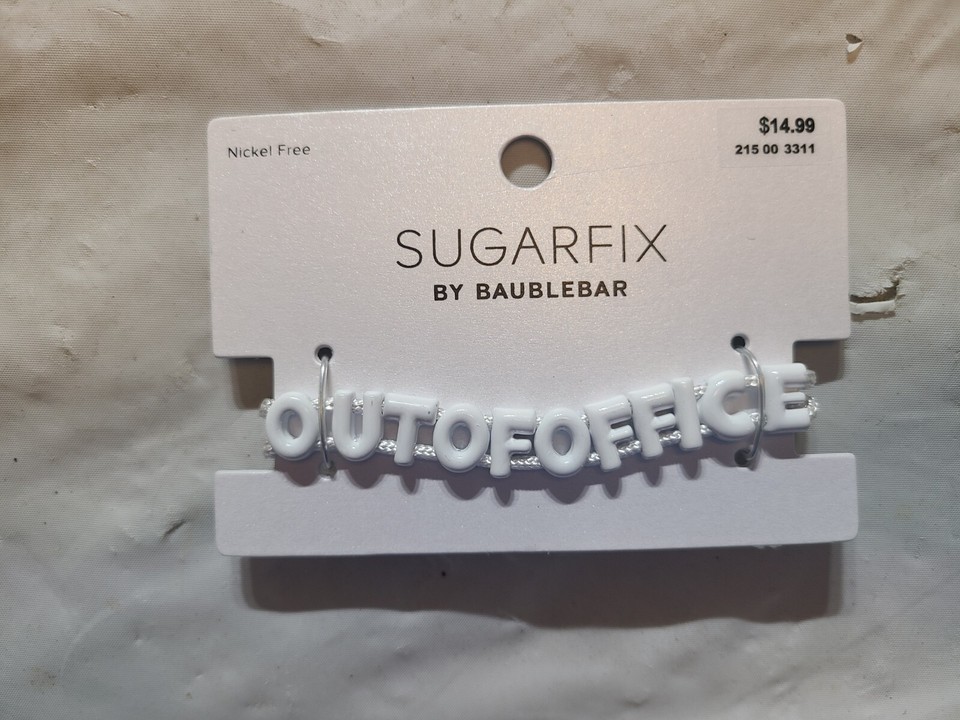 Nickel Free
$14.99
215 00 3311
SUGARFIX
BY BAUBLEBAR
OUTOFOFFICE